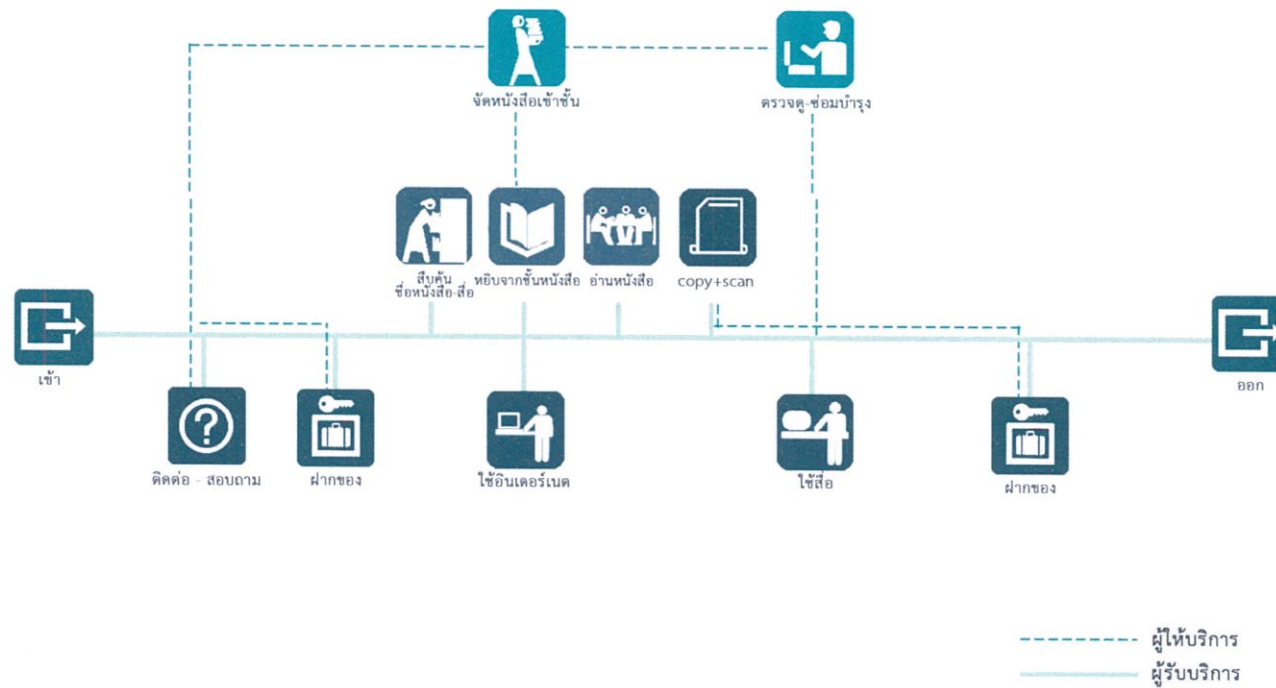 จัดหนังสือเข้าชั้น
ตรวจดู-ซ่อมบำรุง
สืบค้น
ชื่อหนังสือ-สื่อ
หยิบจากชั้นหนังสือ
อ่านหนังสือ
copy+scan
เข้า
ออก
ติดต่อ - สอบถาม
ฝากของ
ใช้อินเตอร์เนต
ใช้สื่อ
ฝากของ
ผู้ให้บริการ
ผู้รับบริการ